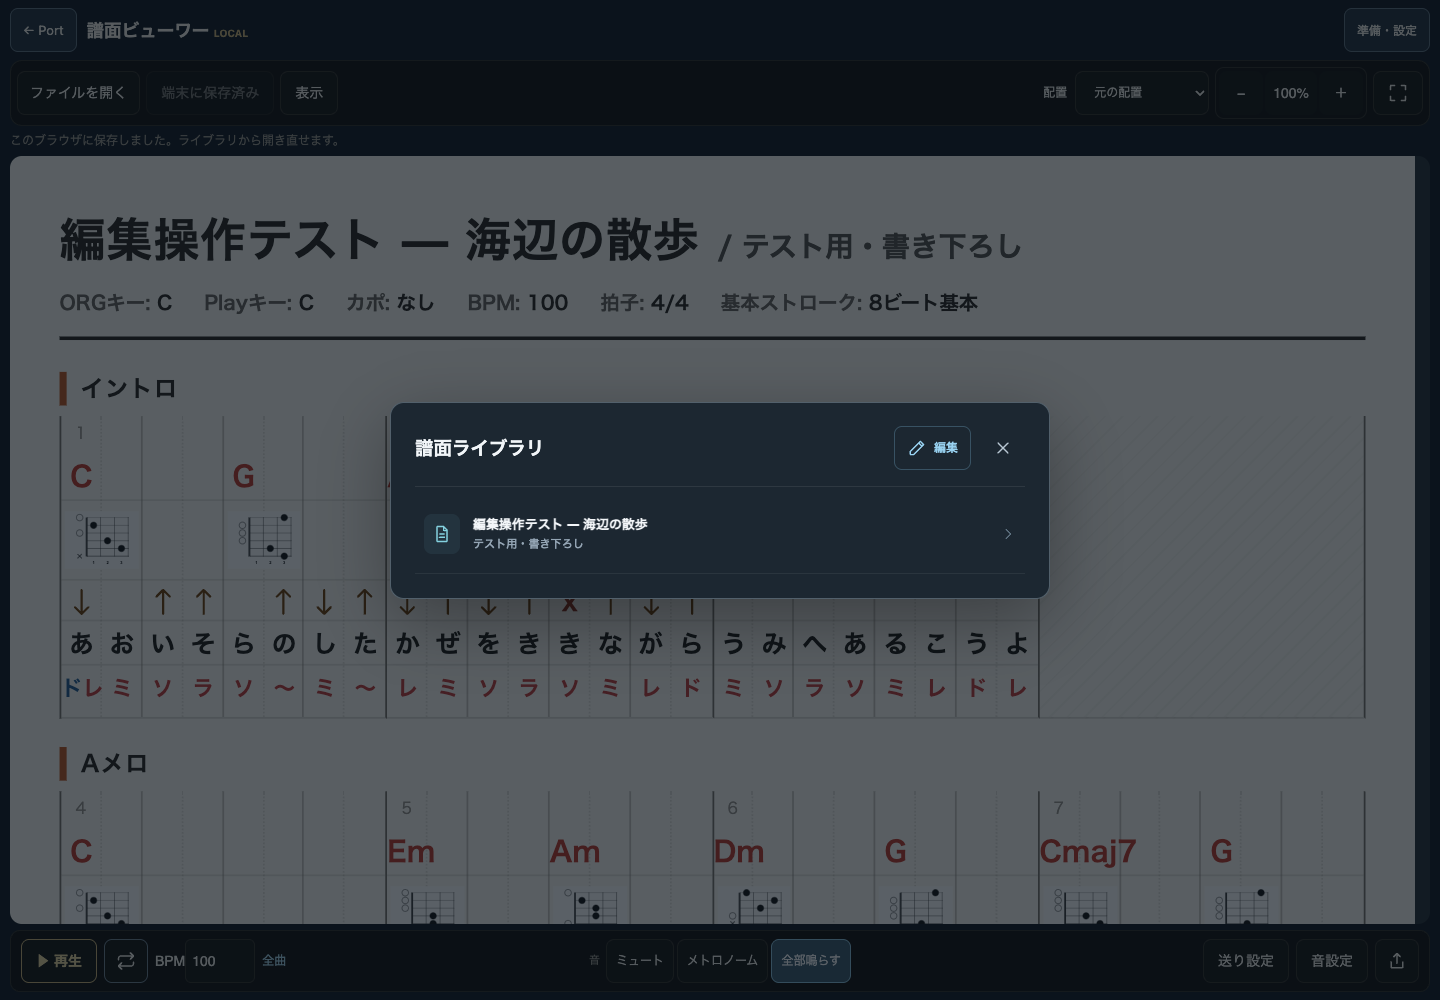 ← Port
譜面ビューワー LOCAL
準備・設定
ファイルを開く
端末に保存済み
表示
配置
元の配置
− 100% +
このブラウザに保存しました。ライブラリから開き直せます。
編集操作テスト — 海辺の散歩 / テスト用・書き下ろし
ORGキー: C Playキー: C カポ: なし BPM: 100 拍子: 4/4 基本ストローク: 8ビート基本
イントロ
1
C G
譜面ライブラリ
編集
編集操作テスト — 海辺の散歩
テスト用・書き下ろし
↓ ↑ ↑ ↑ ↓ ↑ ↓ ↑ ↓ ↑ x ↑ ↓ ↑
あ お い そ ら の し た か ぜ を き き な が ら う み へ あ る こ う よ
ドレ ミ ソ ラ ソ 〜 ミ 〜 レ ミ ソ ラ ソ ミ レ ド ミ ソ ラ ソ ミ レ ド レ
Aメロ
4 5 6 7
C Em Am Dm G Cmaj7 G
再生
BPM 100
全曲
音
ミュート
メトロノーム
全部鳴らす
送り設定
音設定